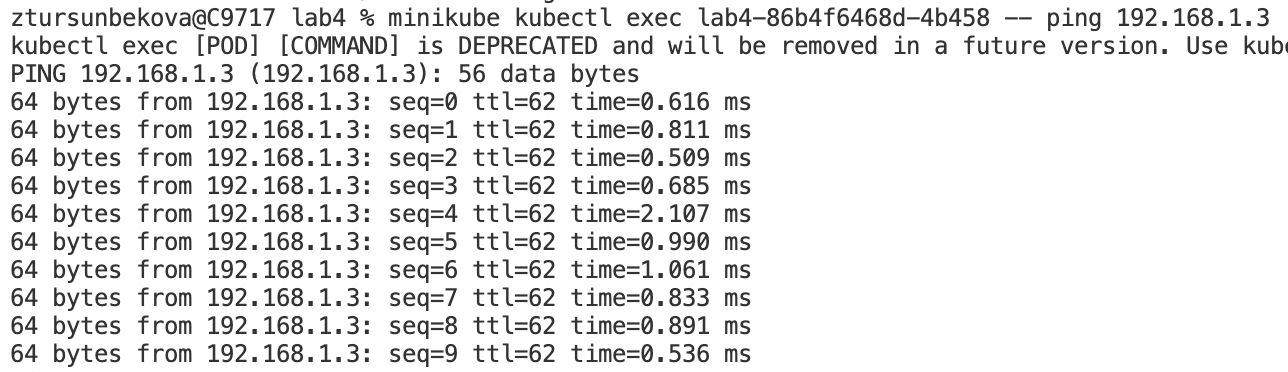 ztursunbekova@C9717 lab4 % minikube kubectl exec lab4-86b4f6468d-4b458 -- ping 192.168.1.3
kubectl exec [POD] [COMMAND] is DEPRECATED and will be removed in a future version. Use kube
PING 192.168.1.3 (192.168.1.3): 56 data bytes
64 bytes from 192.168.1.3: seq=0 ttl=62 time=0.616 ms
64 bytes from 192.168.1.3: seq=1 ttl=62 time=0.811 ms
64 bytes from 192.168.1.3: seq=2 ttl=62 time=0.509 ms
64 bytes from 192.168.1.3: seq=3 ttl=62 time=0.685 ms
64 bytes from 192.168.1.3: seq=4 ttl=62 time=2.107 ms
64 bytes from 192.168.1.3: seq=5 ttl=62 time=0.990 ms
64 bytes from 192.168.1.3: seq=6 ttl=62 time=1.061 ms
64 bytes from 192.168.1.3: seq=7 ttl=62 time=0.833 ms
64 bytes from 192.168.1.3: seq=8 ttl=62 time=0.891 ms
64 bytes from 192.168.1.3: seq=9 ttl=62 time=0.536 ms